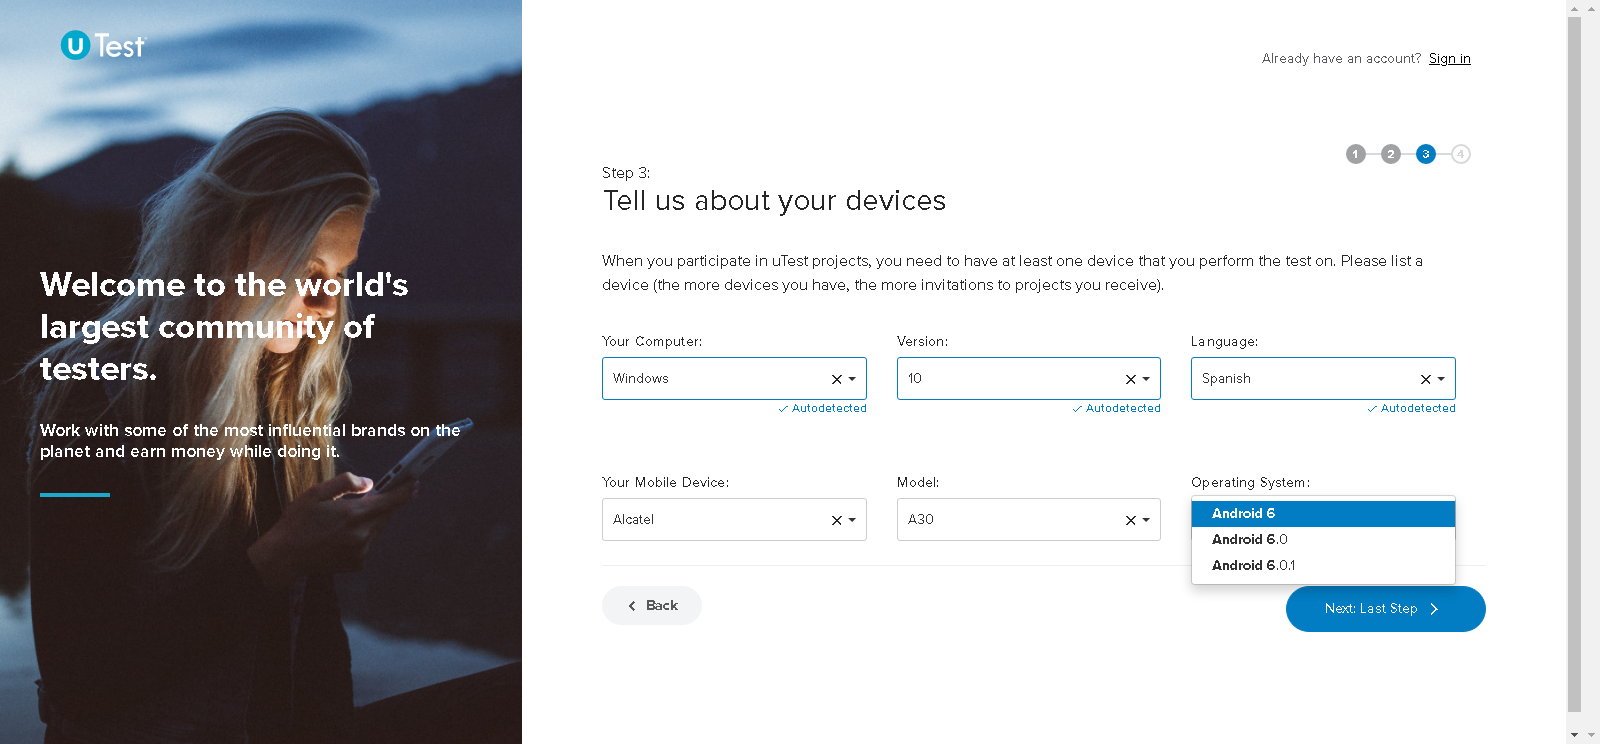 u Test
Already have an account? Sign in
1 2 3 4
Step 3:
Tell us about your devices
When you participate in uTest projects, you need to have at least one device that you perform the test on. Please list a
device (the more devices you have, the more invitations to projects you receive).
Welcome to the world's
largest community of
testers.
Work with some of the most influential brands on the
planet and earn money while doing it.
Your Computer: Version: Language:
Windows 10 Spanish
Autodetected Autodetected Autodetected
Your Mobile Device: Model: Operating System:
Alcatel A30
Android 6
Android 6.0
Android 6.0.1
Back
Next: Last Step